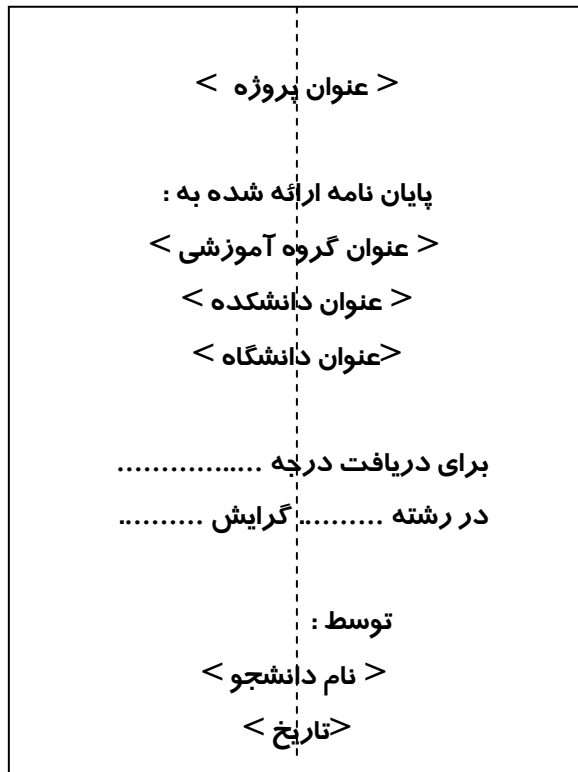 < عنوان پروژه >
پایان نامه ارائه شده به :
< عنوان گروه آموزشی >
< عنوان دانشکده >
<عنوان دانشگاه >
برای دریافت درجه ..............
در رشته .......... گرایش ..........
توسط :
< نام دانشجو >
<تاریخ >